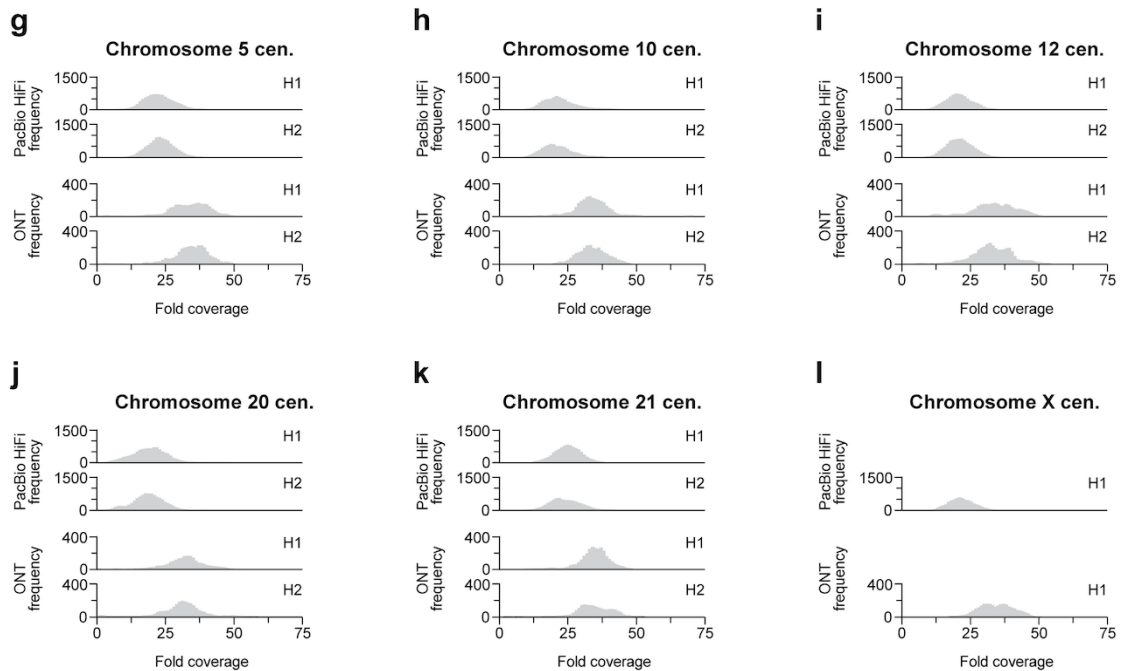 g
Chromosome 5 cen.
PacBio HiFi
frequency
1500
0
H1
1500
0
H2
ONT
frequency
400
0
H1
400
0
H2
0 25 50 75
Fold coverage
h
Chromosome 10 cen.
PacBio HiFi
frequency
1500
0
H1
1500
0
H2
ONT
frequency
400
0
H1
400
0
H2
0 25 50 75
Fold coverage
i
Chromosome 12 cen.
PacBio HiFi
frequency
1500
0
H1
1500
0
H2
ONT
frequency
400
0
H1
400
0
H2
0 25 50 75
Fold coverage
j
Chromosome 20 cen.
PacBio HiFi
frequency
1500
0
H1
1500
0
H2
ONT
frequency
400
0
H1
400
0
H2
0 25 50 75
Fold coverage
k
Chromosome 21 cen.
PacBio HiFi
frequency
1500
0
H1
1500
0
H2
ONT
frequency
400
0
H1
400
0
H2
0 25 50 75
Fold coverage
l
Chromosome X cen.
PacBio HiFi
frequency
1500
0
H1
ONT
frequency
400
0
H1
0 25 50 75
Fold coverage